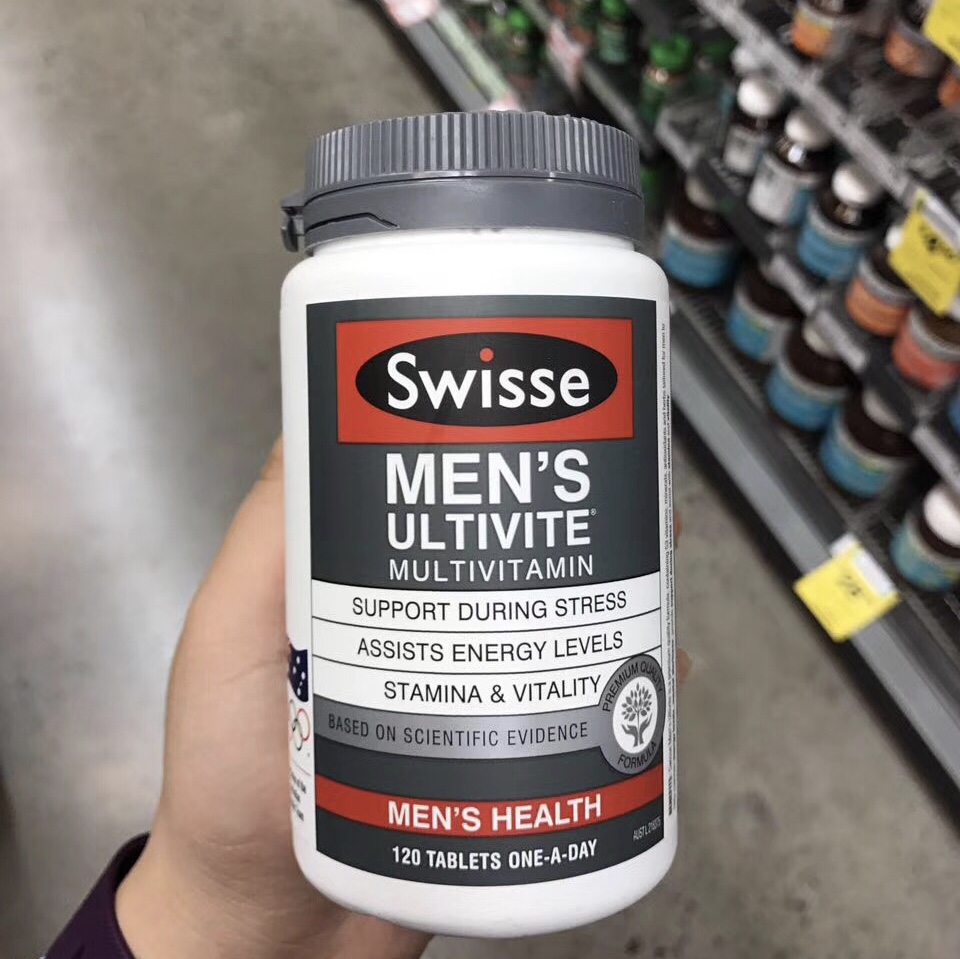 Swisse
MEN'S
ULTIVITE®
MULTIVITAMIN
SUPPORT DURING STRESS
ASSISTS ENERGY LEVELS
STAMINA & VITALITY
BASED ON SCIENTIFIC EVIDENCE
PREMIUM QUALITY
FORMULA
MEN'S HEALTH
120 TABLETS ONE-A-DAY